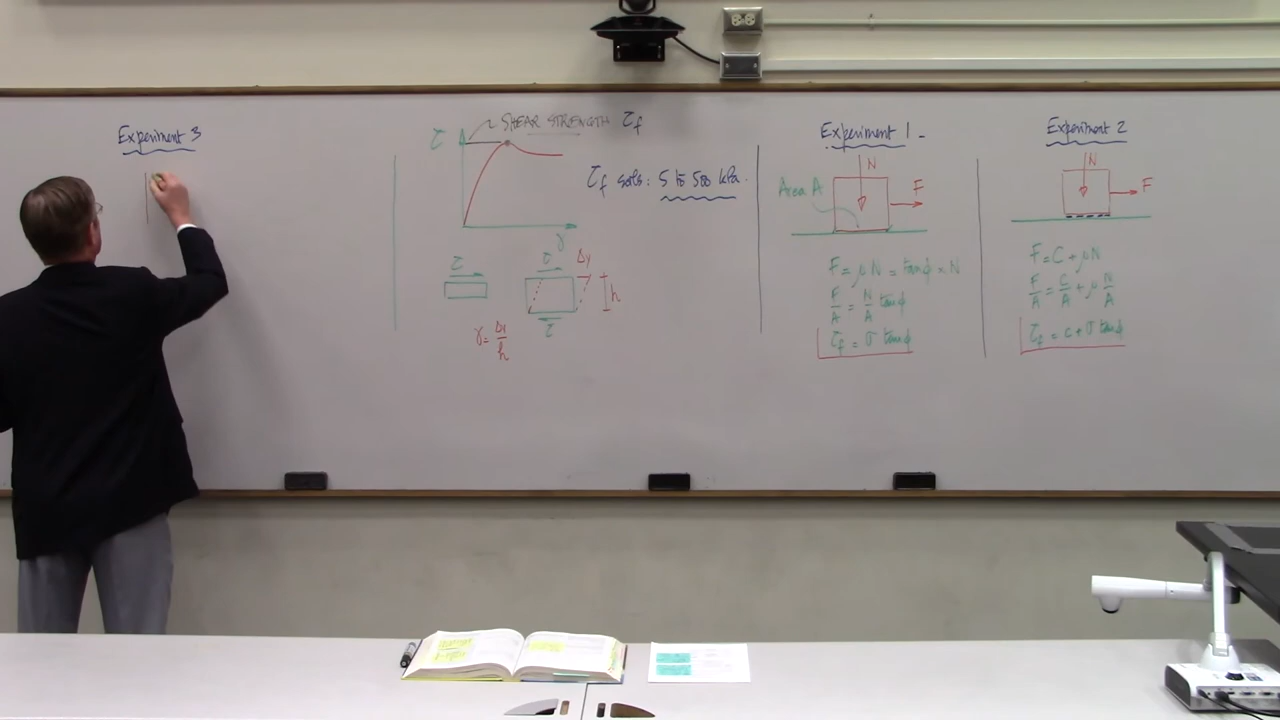 Experiment 3
τ
SHEAR STRENGTH τf
τf soils: 5 to 500 kPa.
γ
τ
τ
Δy
h
τ
γ = Δy/h
Experiment 1
N
Area A
F
F = μN = tanϕ × N
F/A = N/A tanϕ
τf = σ tanϕ
Experiment 2
N
F
F = C + μN
F/A = C/A + μ N/A
τf = c + σ tanϕ